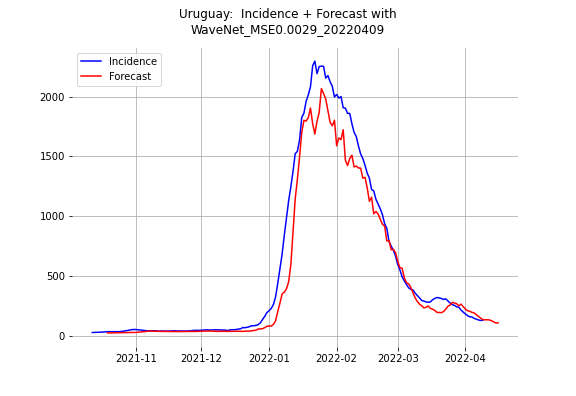 Uruguay:  Incidence + Forecast with
WaveNet_MSE0.0029_20220409
Incidence
Forecast
2000
1500
1000
500
0
2021-11 2021-12 2022-01 2022-02 2022-03 2022-04